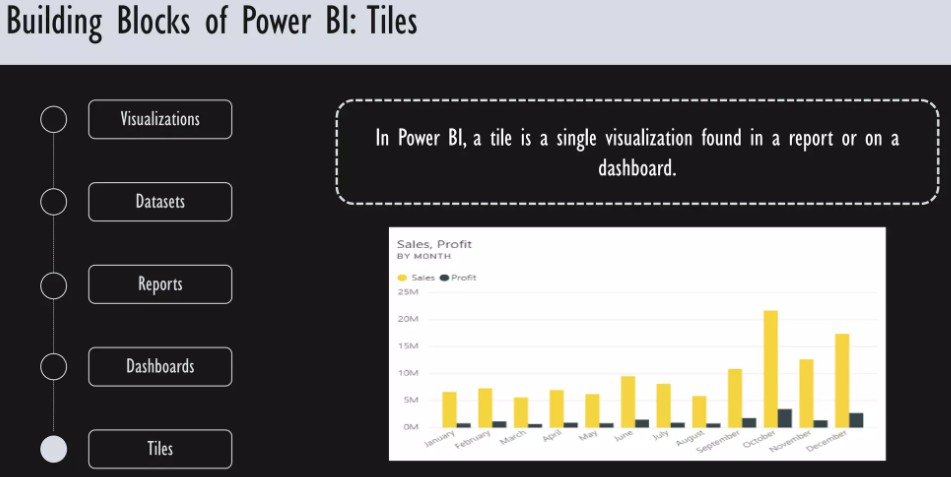 Building Blocks of Power BI: Tiles
Visualizations
Datasets
Reports
Dashboards
Tiles
In Power BI, a tile is a single visualization found in a report or on a
dashboard.
Sales, Profit
BY MONTH
Sales Profit
25M
20M
15M
10M
5M
0M
January February March April May June July August September October November December